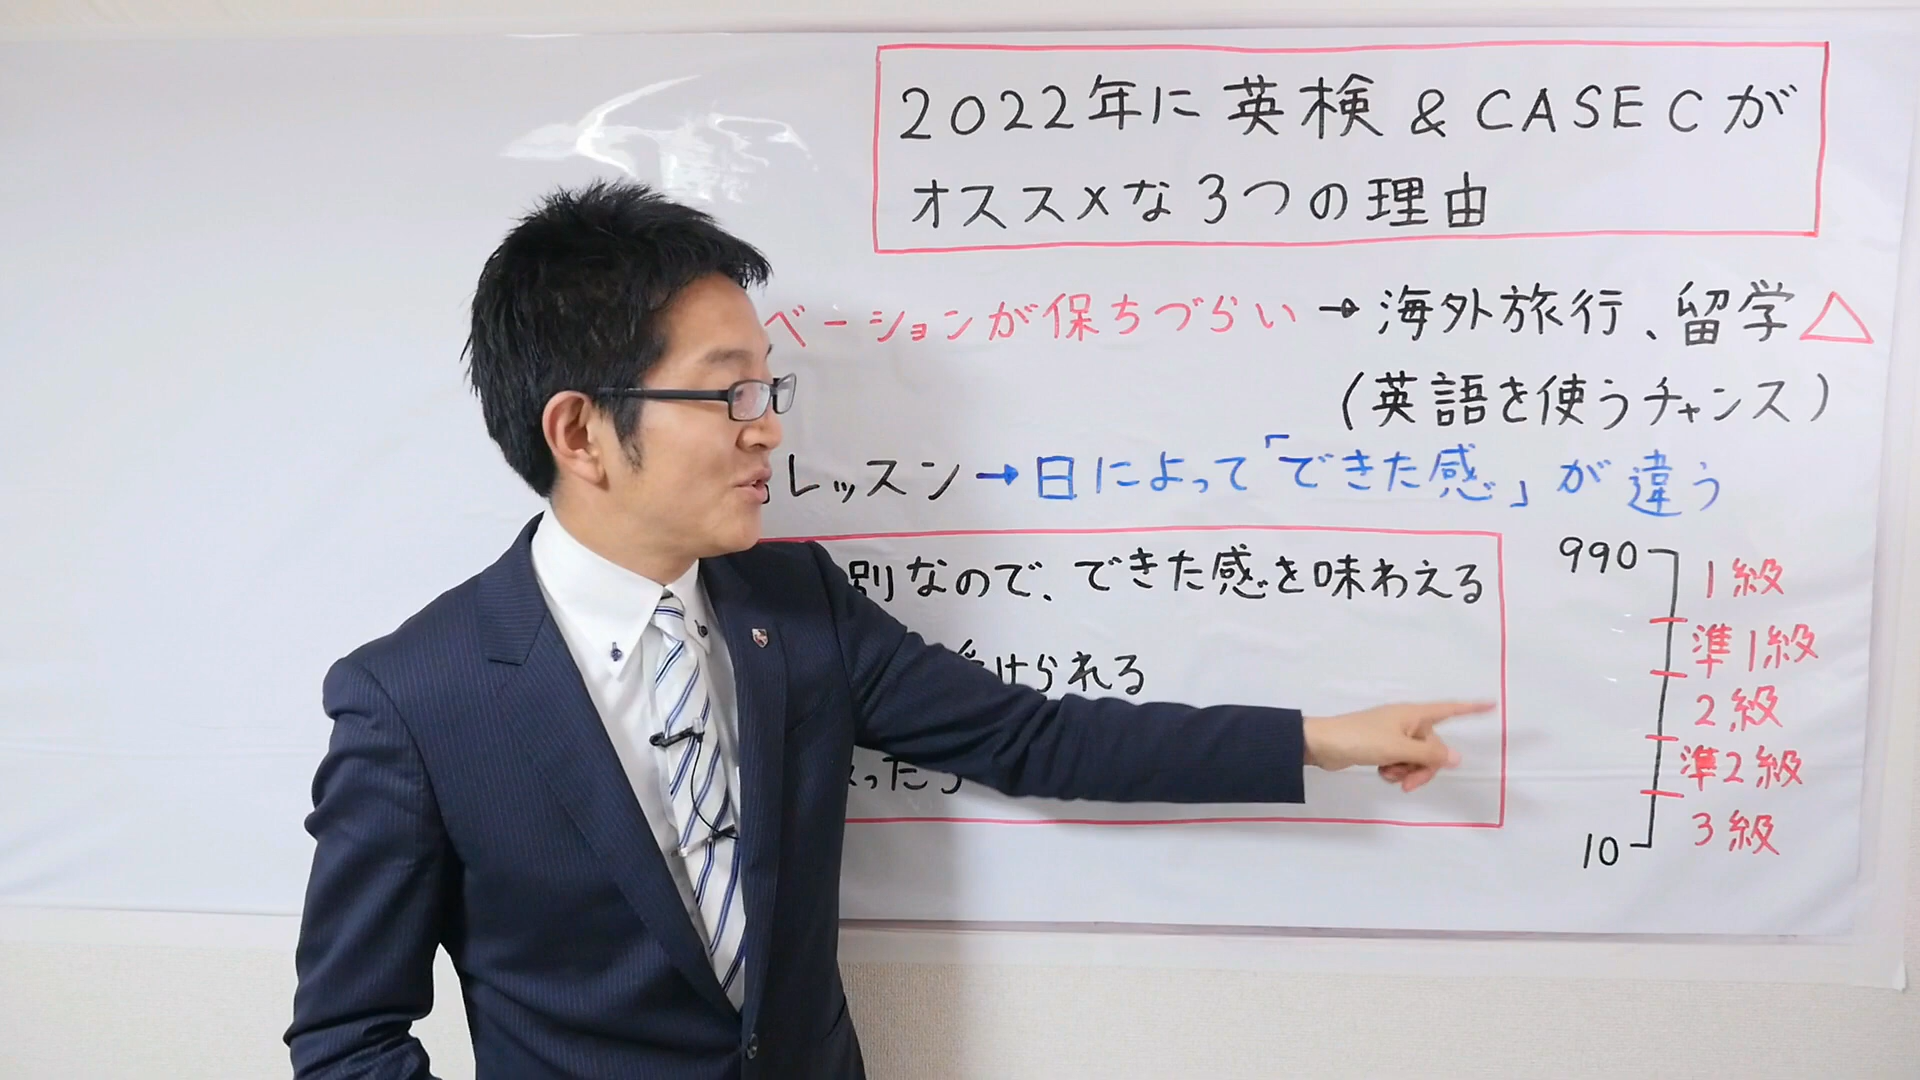 2022年に英検&CASECが
オススメな3つの理由
ベーションが保ちづらい→海外旅行、留学△
(英語を使うチャンス)
レッスン→日によって「できた感」が違う
別なので、できた感を味わえる
990
1級
準1級
受けられる
2級
準2級
ったら
3級
10